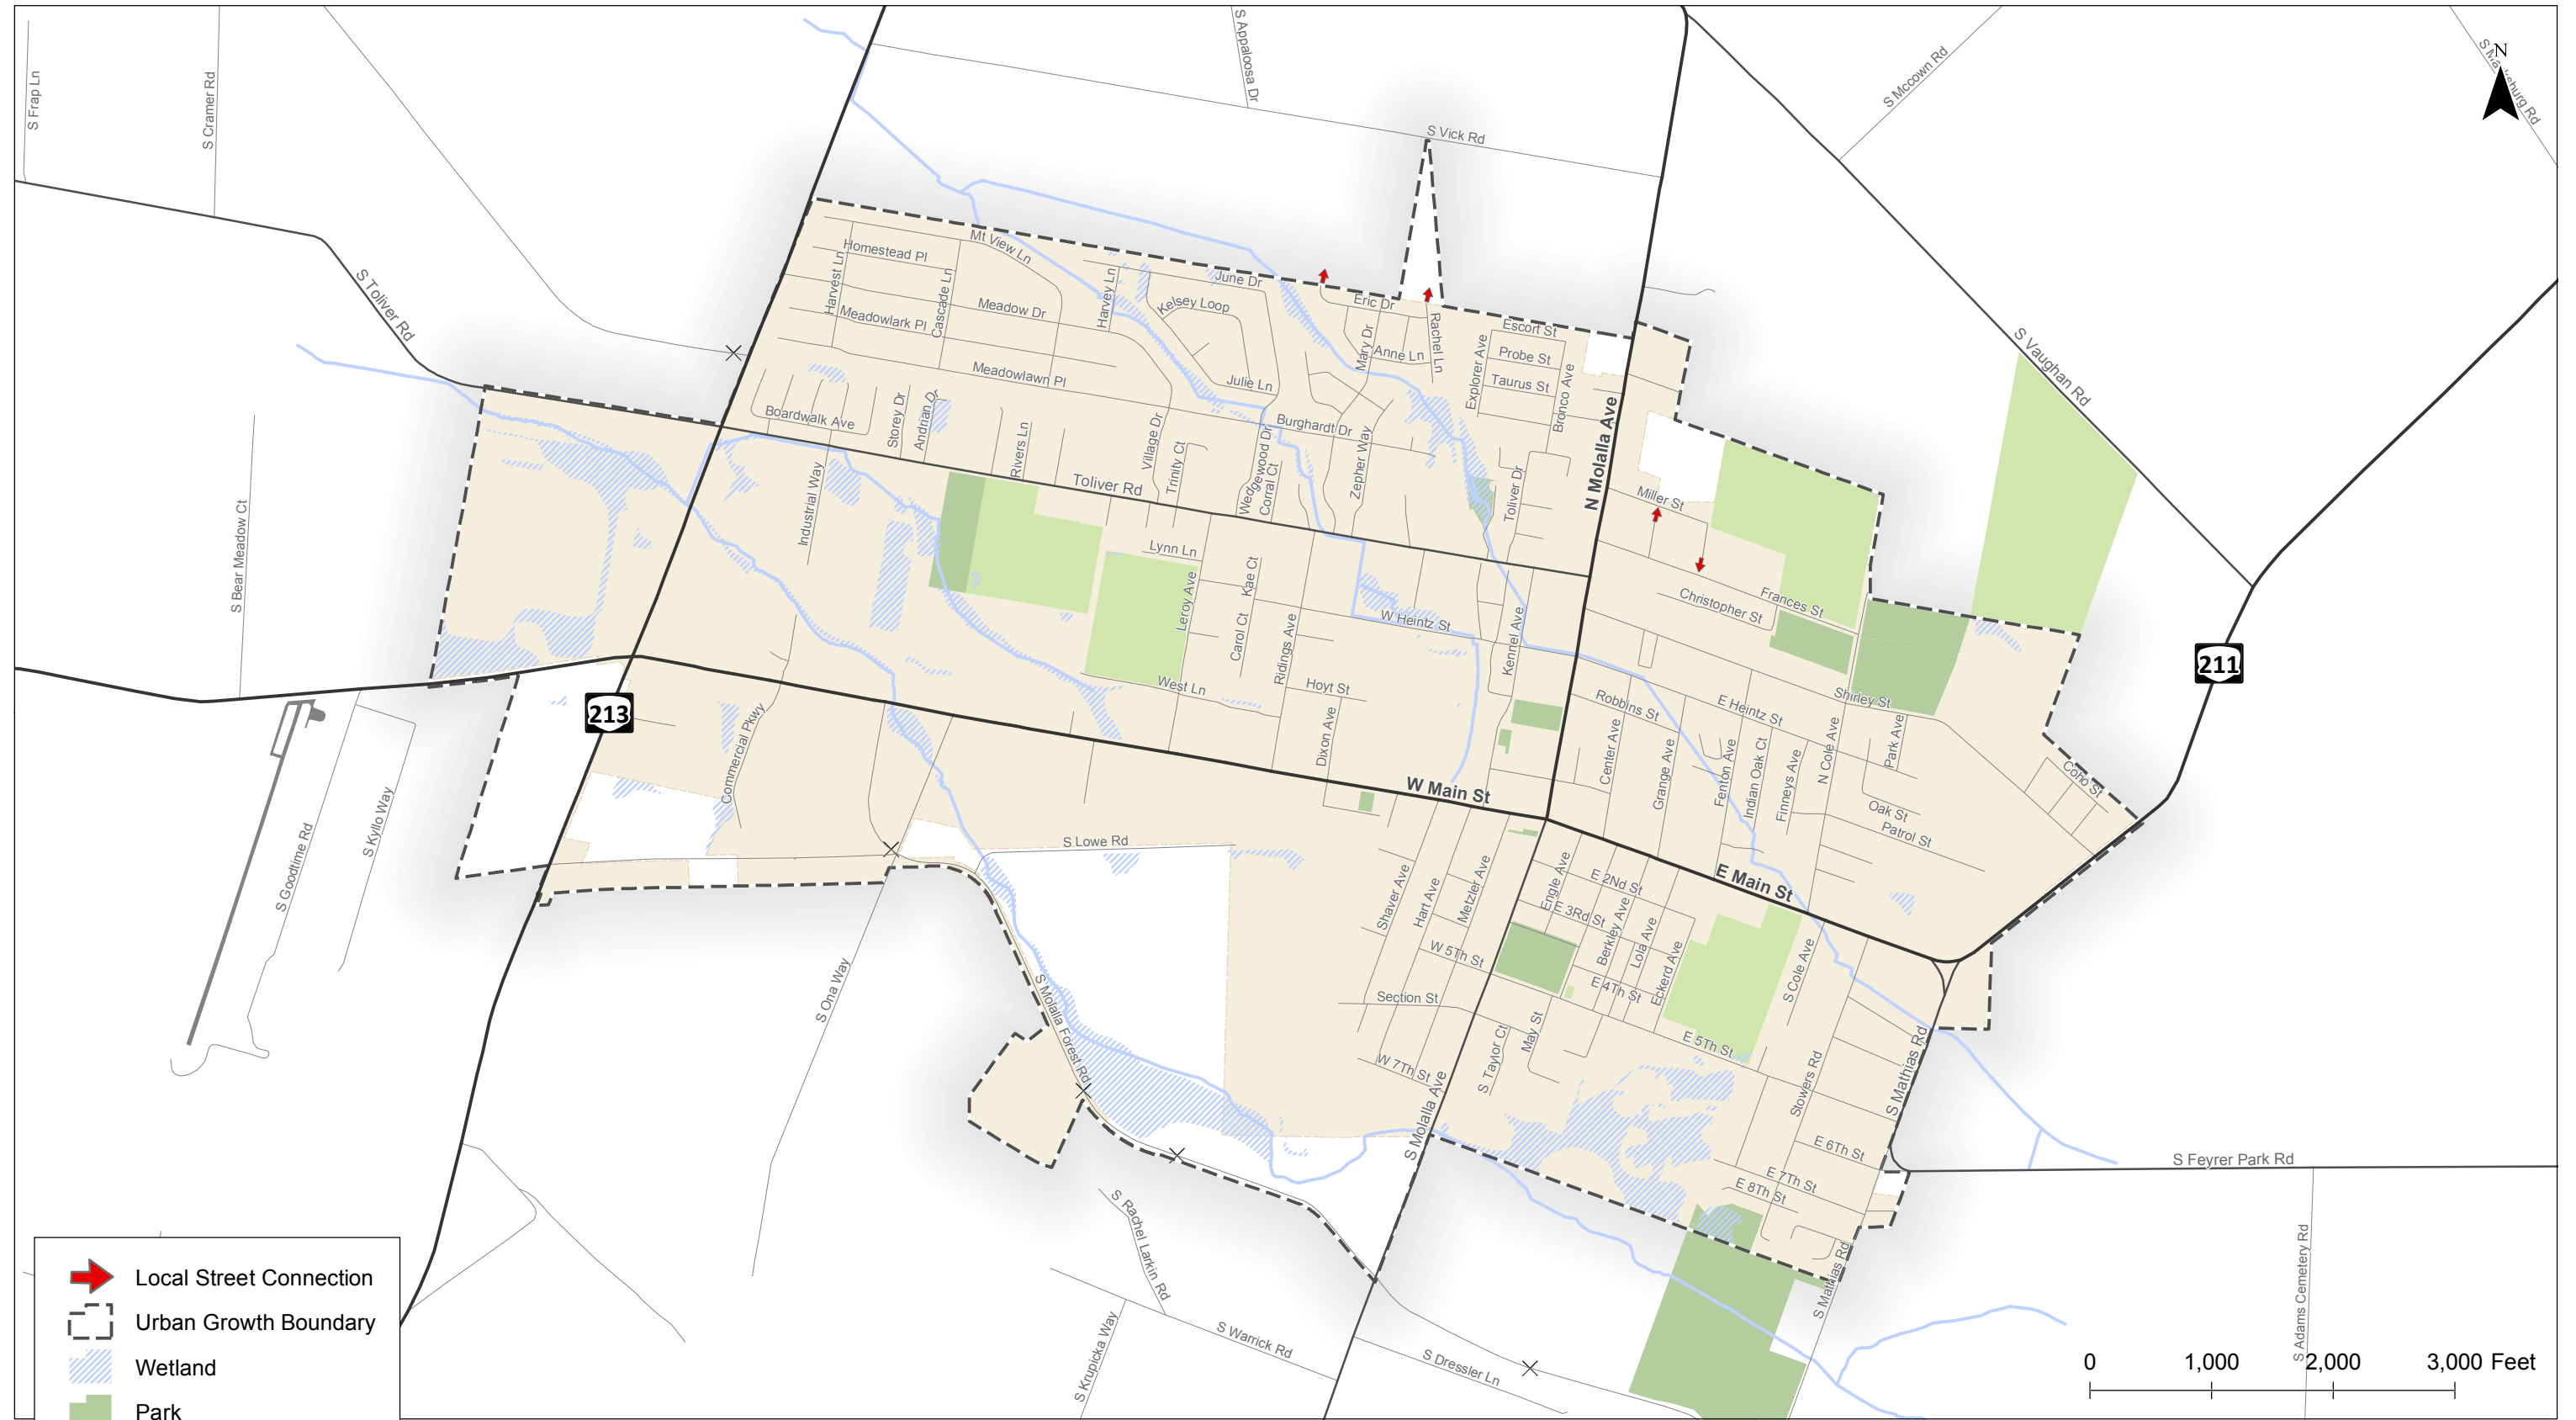 S Frap Ln
S Cramer Rd
S Appaloosa Dr
S Mccown Rd
N
S Vick Rd
S Toliver Rd
S Vaughan Rd
Mt View Ln
Homestead Pl
Harvest Ln
Cascade Ln
Harvey Ln
June Dr
Kelsey Loop
Eric Dr
Meadow Dr
Meadowlark Pl
Mary Dr
Rachel Ln
Escort St
Anne Ln
Probe St
Explorer Ave
Taurus St
Meadowlawn Pl
Julie Ln
Bronco Ave
Boardwalk Ave
Storey Dr
Andrian Dr
Rivers Ln
Village Dr
Trinity Ct
Wedgewood Dr
Corral Ct
Burghardt Dr
Zepher Way
N Molalla Ave
Toliver Rd
Toliver Dr
Miller St
Industrial Way
S Bear Meadow Ct
Lynn Ln
Leroy Ave
Kae Ct
Carol Ct
Ridings Ave
W Heintz St
Kennel Ave
Christopher St
Frances St
211
213
West Ln
Hoyt St
Dixon Ave
Robbins St
E Heintz St
Shirley St
Center Ave
Grange Ave
Fenton Ave
Indian Oak Ct
Finneys Ave
N Cole Ave
Park Ave
Coho St
Oak St
Patrol St
Commercial Pkwy
W Main St
S Kyllo Way
S Goodtime Rd
S Lowe Rd
E Main St
Shaver Ave
Hart Ave
Metzler Ave
Engle Ave
E 2Nd St
E 3Rd St
Berkley Ave
Lola Ave
Eckerd Ave
E 4Th St
W 5Th St
Section St
S Cole Ave
S Ona Way
S Molalla Forest Rd
W 7Th St
S Taylor Ct
May St
E 5Th St
Stowers Rd
S Mathias Rd
S Molalla Ave
E 6Th St
E 7Th St
E 8Th St
S Feyrer Park Rd
S Rachel Larkin Rd
S Mathias Rd
S Adams Cemetery Rd
S Krupicka Way
S Warrick Rd
S Dressler Ln
Local Street Connection
Urban Growth Boundary
Wetland
Park
0 1,000 2,000 3,000 Feet